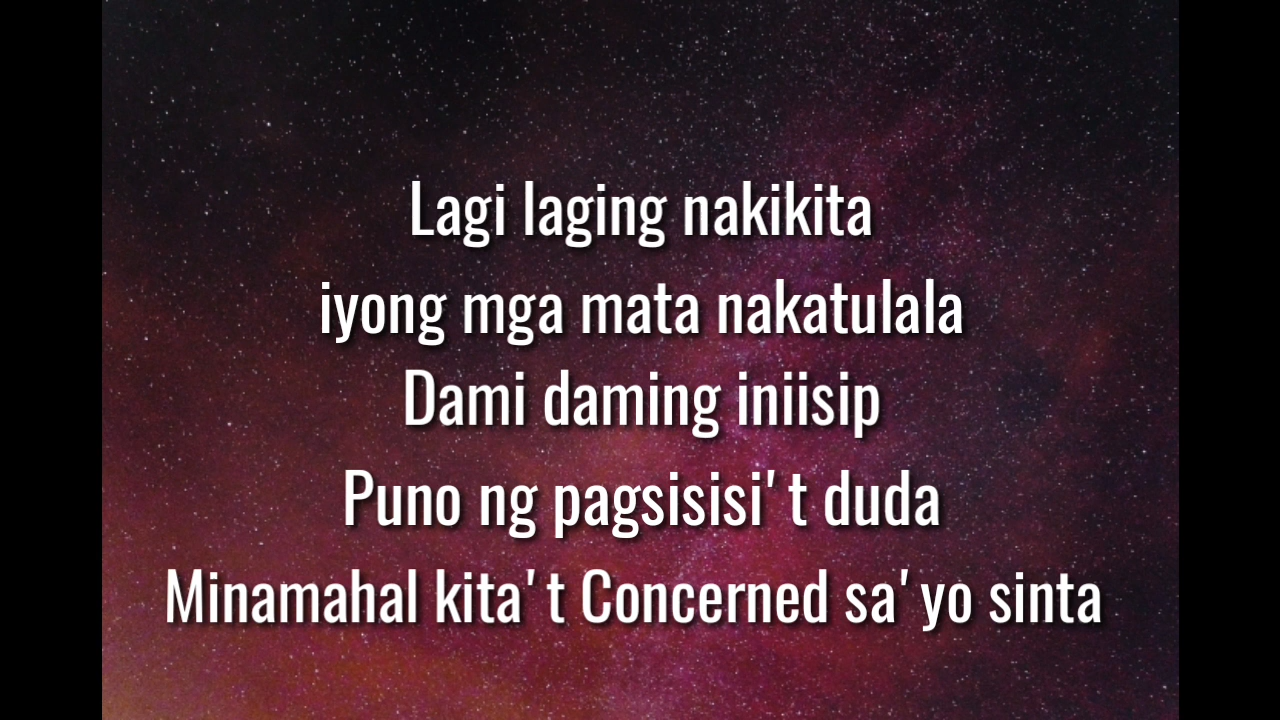 Lagi laging nakikita
iyong mga mata nakatulala
Dami daming iniisip
Puno ng pagsisisi't duda
Minamahal kita't Concerned sa'yo sinta